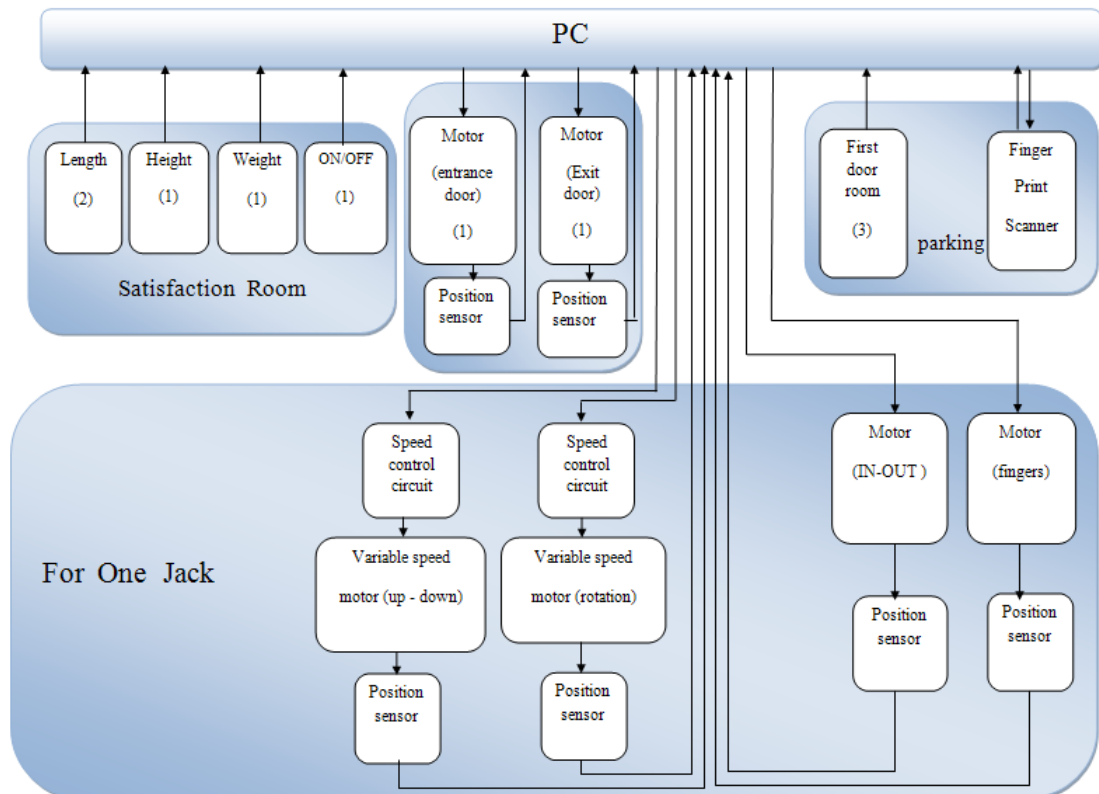 PC
Length
(2)
Height
(1)
Weight
(1)
ON/OFF
(1)
Satisfaction Room
Motor
(entrance
door)
(1)
Position
sensor
Motor
(Exit
door)
(1)
Position
sensor
First
door
room
(3)
parking
Finger
Print
Scanner
For One Jack
Speed
control
circuit
Variable speed
motor (up - down)
Position
sensor
Speed
control
circuit
Variable speed
motor (rotation)
Position
sensor
Motor
(IN-OUT )
Position
sensor
Motor
(fingers)
Position
sensor